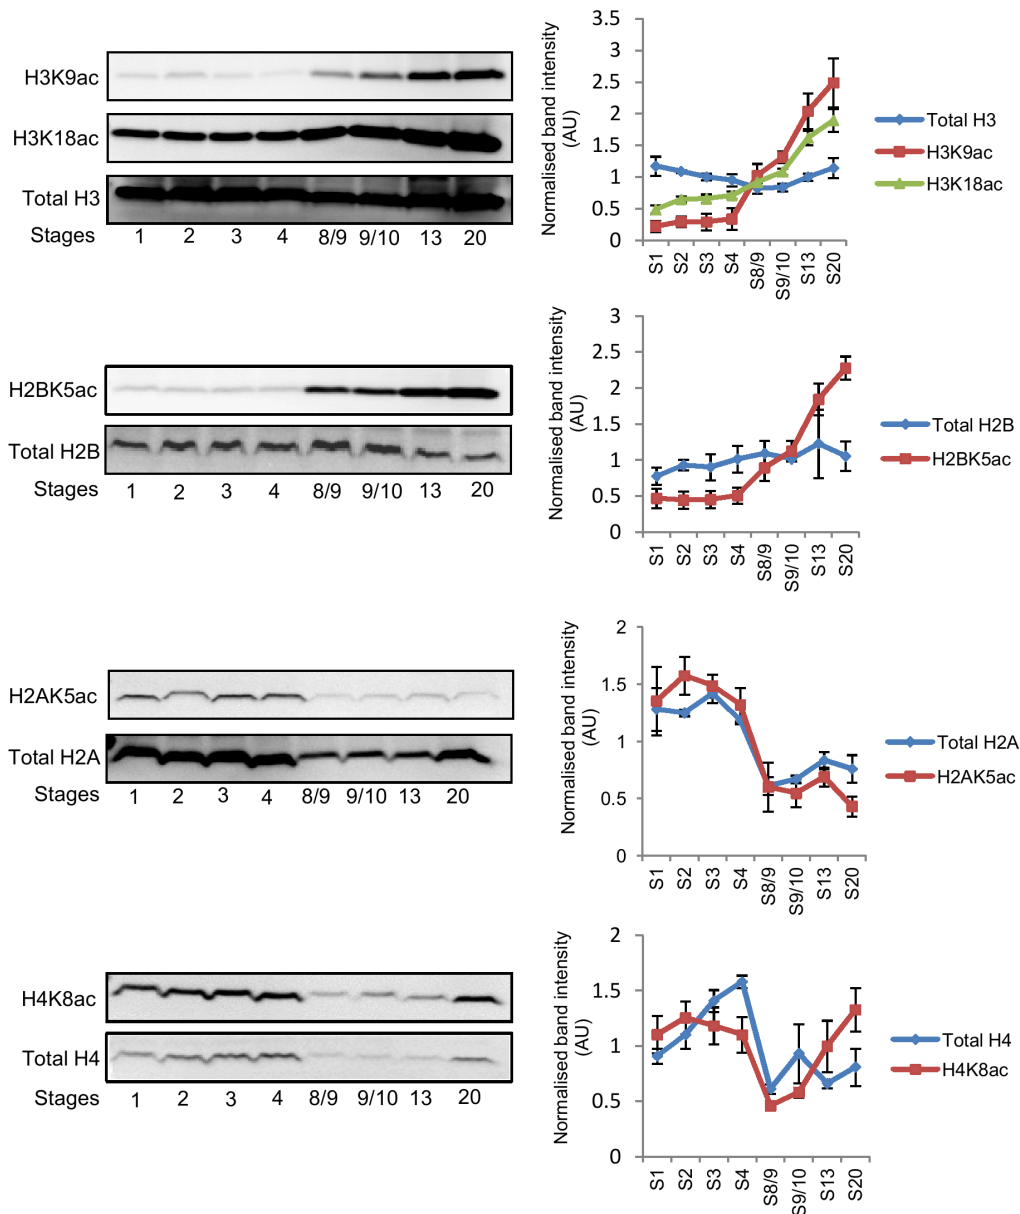 H3K9ac
H3K18ac
Total H3
Stages 1 2 3 4 8/9 9/10 13 20
Normalised band intensity
(AU)
3.5
3
2.5
2
1.5
1
0.5
0
S1 S2 S3 S4 S8/9 S9/10 S13 S20
Total H3
H3K9ac
H3K18ac
H2BK5ac
Total H2B
Stages 1 2 3 4 8/9 9/10 13 20
Normalised band intensity
(AU)
3
2.5
2
1.5
1
0.5
0
S1 S2 S3 S4 S8/9 S9/10 S13 S20
Total H2B
H2BK5ac
H2AK5ac
Total H2A
Stages 1 2 3 4 8/9 9/10 13 20
Normalised band intensity
(AU)
2
1.5
1
0.5
0
S1 S2 S3 S4 S8/9 S9/10 S13 S20
Total H2A
H2AK5ac
H4K8ac
Total H4
Stages 1 2 3 4 8/9 9/10 13 20
Normalised band intensity
(AU)
2
1.5
1
0.5
0
S1 S2 S3 S4 S8/9 S9/10 S13 S20
Total H4
H4K8ac